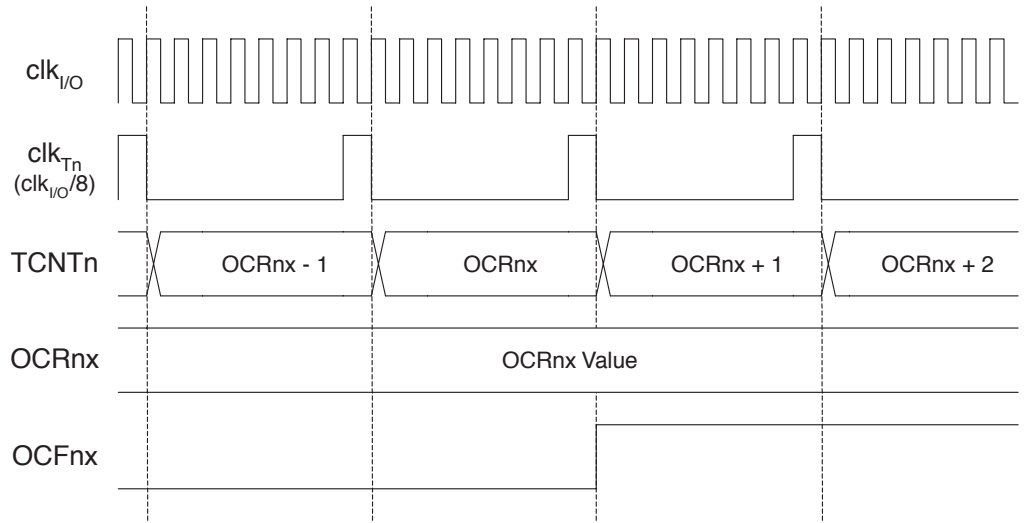 clkI/O
clkTn
(clkI/O/8)
TCNTn OCRnx - 1 OCRnx OCRnx + 1 OCRnx + 2
OCRnx OCRnx Value
OCFnx